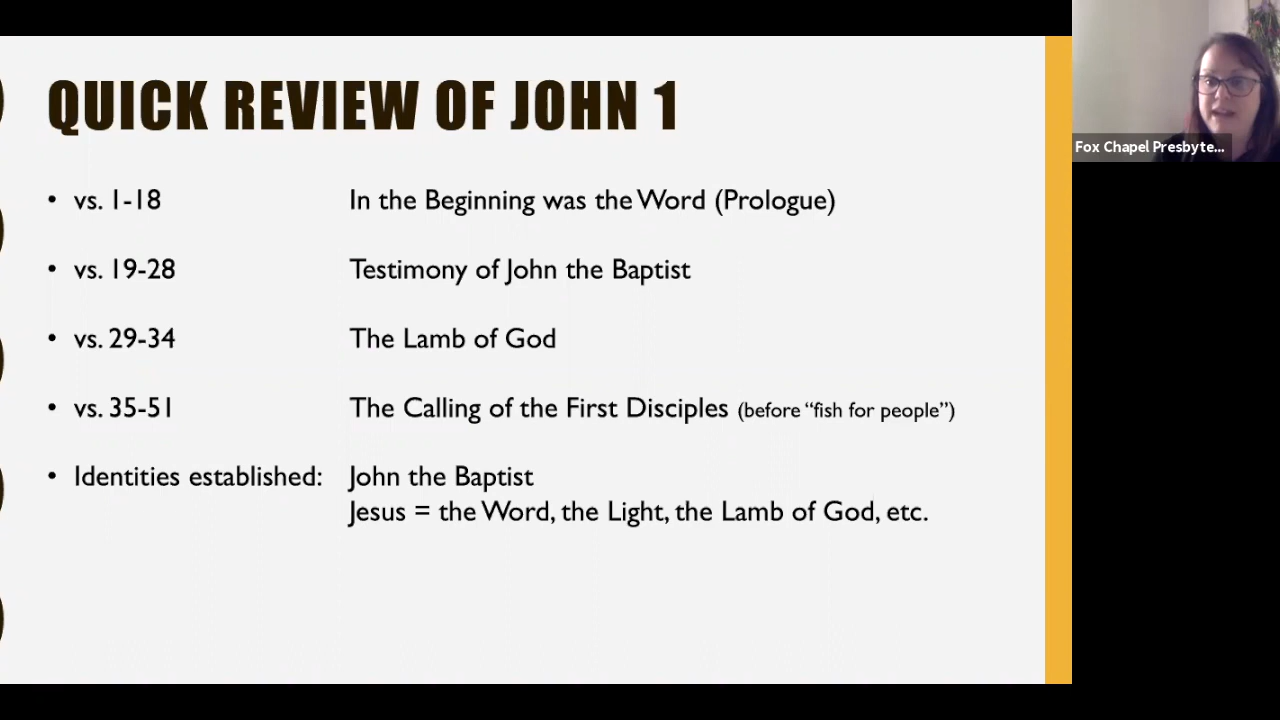 QUICK REVIEW OF JOHN 1
• vs. 1-18 In the Beginning was the Word (Prologue)
• vs. 19-28 Testimony of John the Baptist
• vs. 29-34 The Lamb of God
• vs. 35-51 The Calling of the First Disciples (before “fish for people”)
• Identities established: John the Baptist
Jesus = the Word, the Light, the Lamb of God, etc.
Fox Chapel Presbyte...